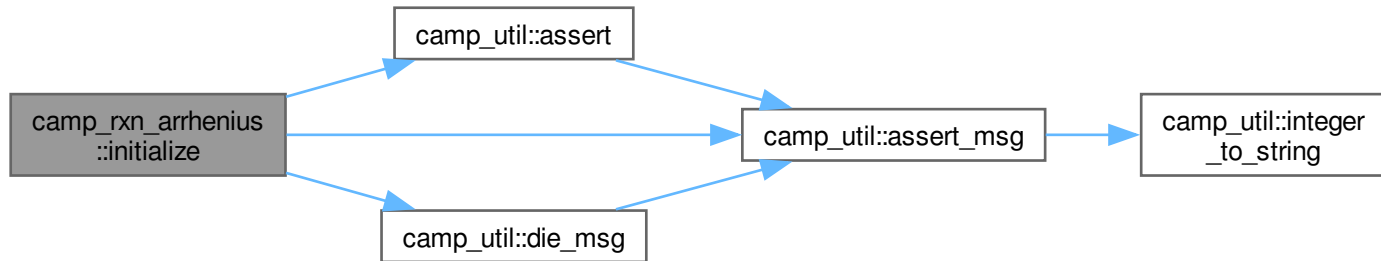 camp_util::assert
camp_rxn_arrhenius
::initialize
camp_util::assert_msg
camp_util::integer
_to_string
camp_util::die_msg